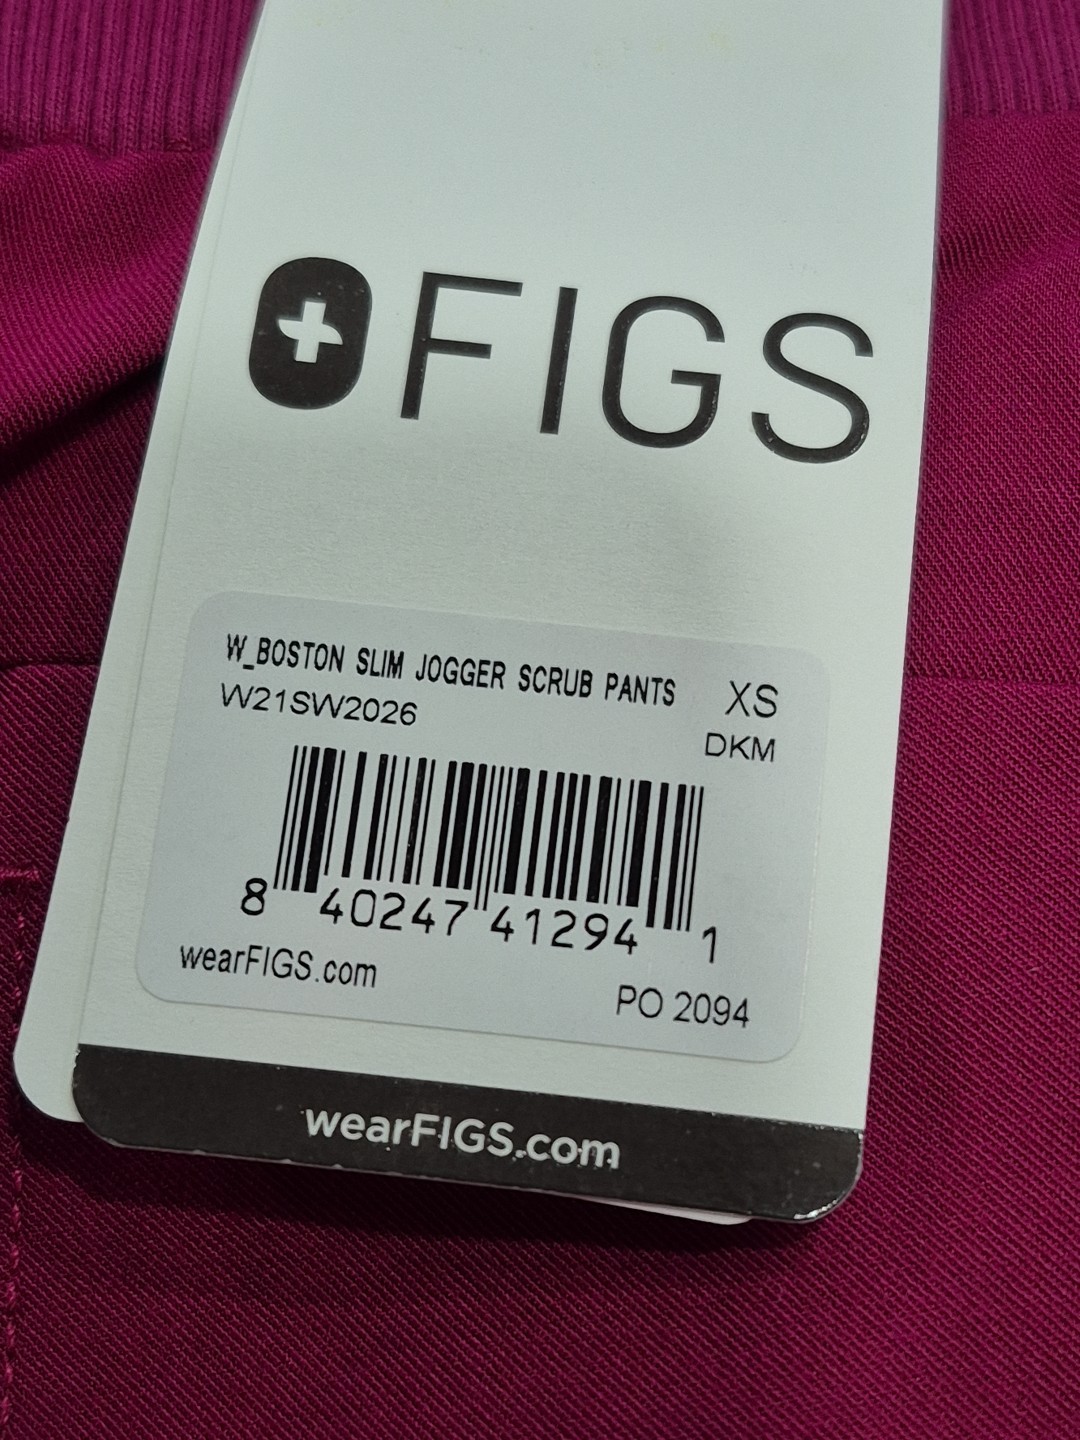 FIGS
W_BOSTON SLIM JOGGER SCRUB PANTS XS
W21SW2026
DKM
8 40247 41294 1
wearFIGS.com
PO 2094
wearFIGS.com